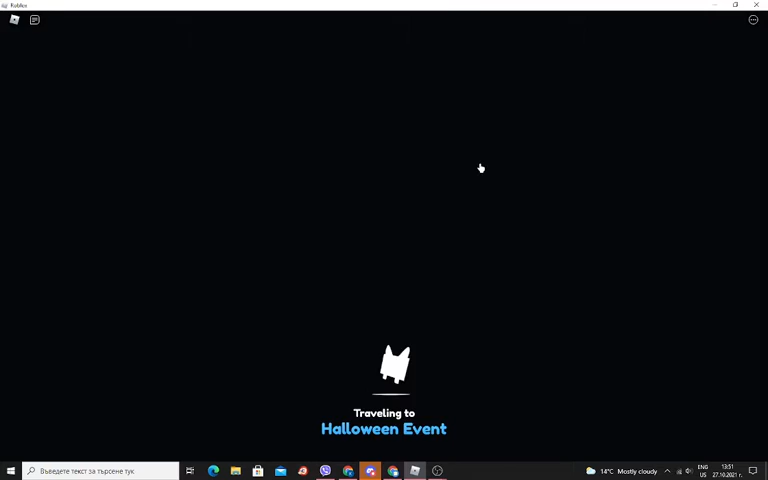 Roblox
Traveling to
Halloween Event
Въведете текст за търсене тук
14°C Mostly cloudy
ENG
US
13:51
27.10.2021 г.